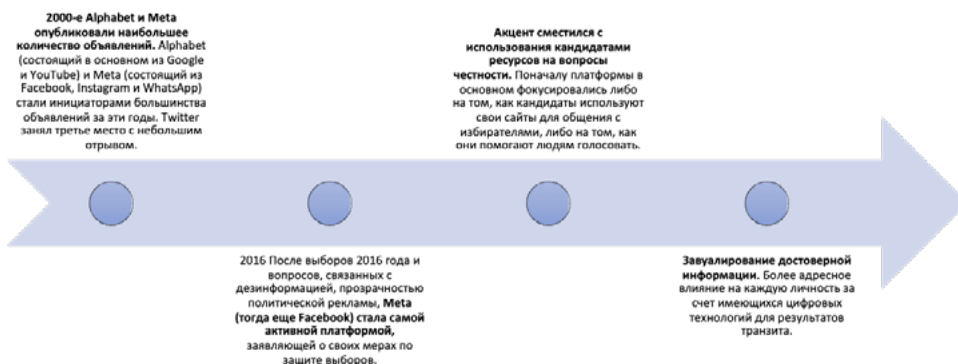 2000-е Alphabet и Meta
опубликовали наибольшее
количество объявлений. Alphabet
(состоящий в основном из Google
и YouTube) и Meta (состоящий из
Facebook, Instagram и WhatsApp)
стали инициаторами большинства
объявлений за эти годы. Twitter
занял третье место с небольшим
отрывом.
2016 После выборов 2016 года и
вопросов, связанных с
дезинформацией, прозрачностью
политической рекламы, Meta
(тогда еще Facebook) стала самой
активной платформой,
заявляющей о своих мерах по
защите выборов.
Акцент сместился с
использования кандидатами
ресурсов на вопросы
честности. Поначалу платформы в
основном фокусировались либо
на том, как кандидаты используют
свои сайты для общения с
избирателями, либо на том, как
они помогают людям голосовать.
Завуалирование достоверной
информации. Более адресное
влияние на каждую личность за
счет имеющихся цифровых
технологий для результатов
транзита.